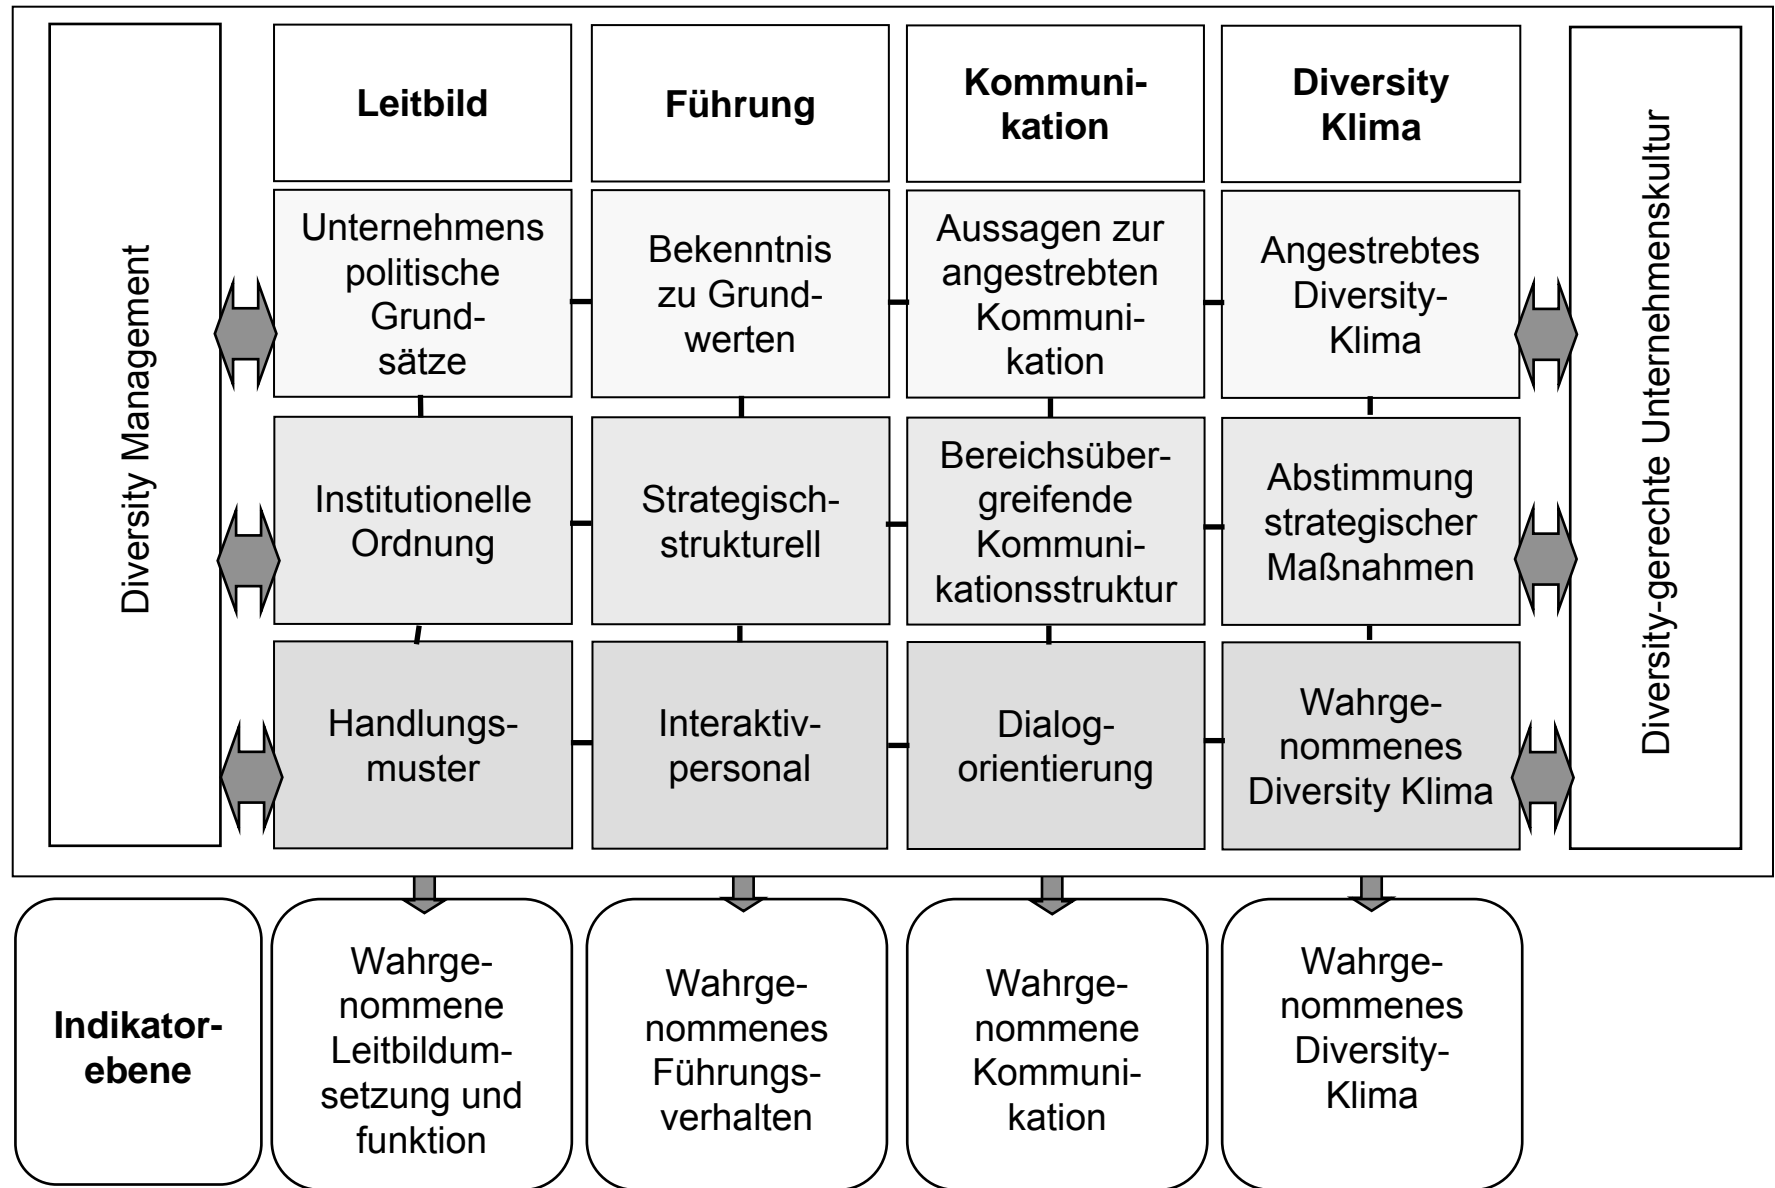 Diversity Management
Leitbild
Führung
Kommuni-
kation
Diversity
Klima
Unternehmens
politische
Grund-
sätze
Bekenntnis
zu Grund-
werten
Aussagen zur
angestrebten
Kommuni-
kation
Angestrebtes
Diversity-
Klima
Institutionelle
Ordnung
Strategisch-
strukturell
Bereichsüber-
greifende
Kommuni-
kationsstruktur
Abstimmung
strategischer
Maßnahmen
Handlungs-
muster
Interaktiv-
personal
Dialog-
orientierung
Wahrge-
nommenes
Diversity Klima
Diversity-gerechte Unternehmenskultur
Indikator-
ebene
Wahrge-
nommene
Leitbildum-
setzung und
funktion
Wahrge-
nommenes
Führungs-
verhalten
Wahrge-
nommene
Kommuni-
kation
Wahrge-
nommenes
Diversity-
Klima